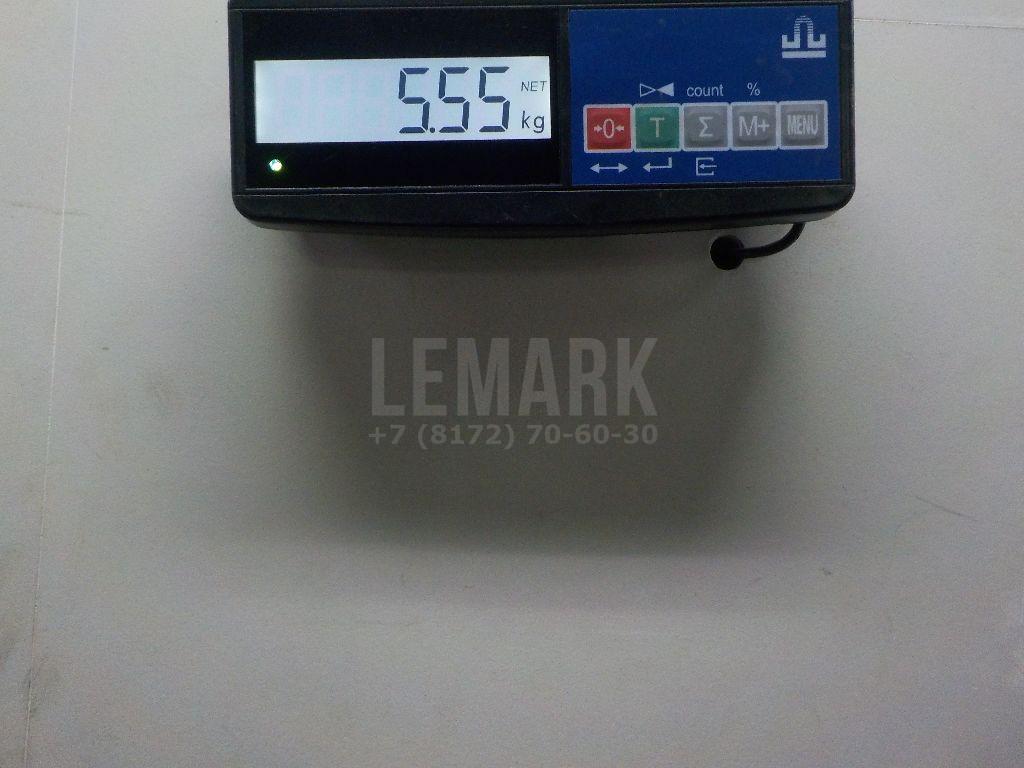 5.55 NET
kg
count %
→0← T Σ M+ MENU
LEMARK
+7 (8172) 70-60-30